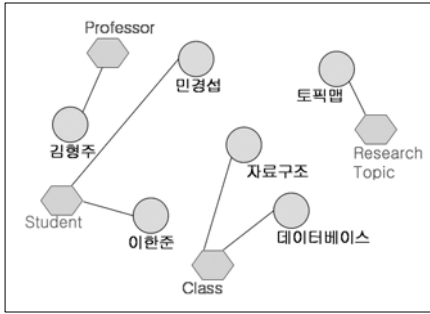 Professor
민경섭
토픽맵
김형주
자료구조
Research
Topic
Student
이한준
데이터베이스
Class